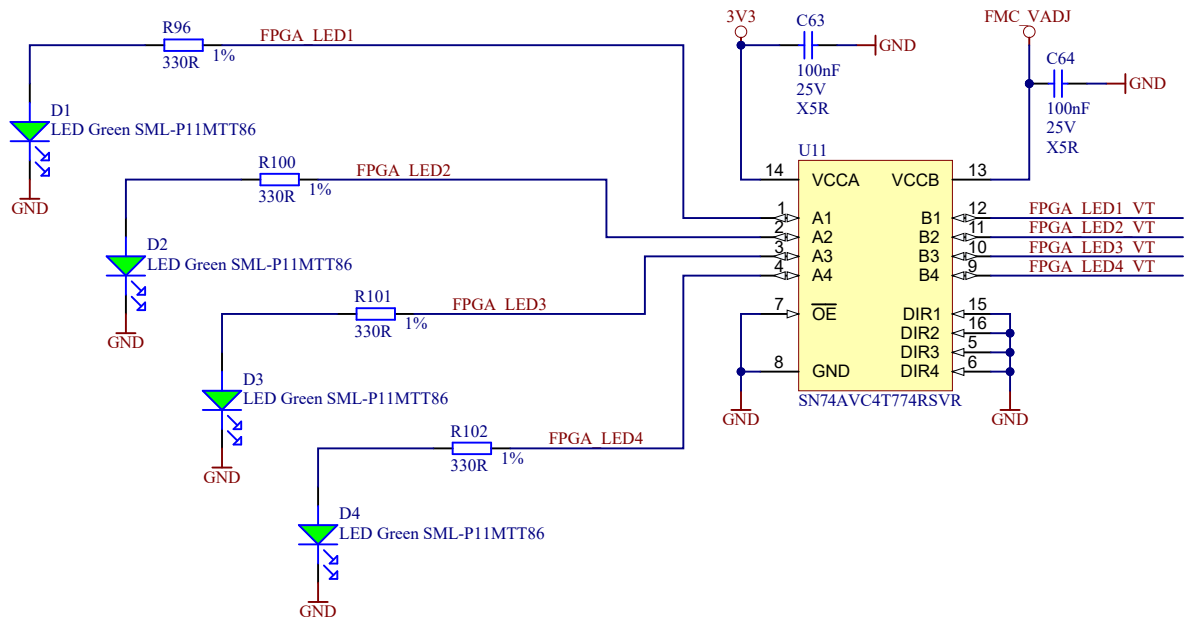 R96
330R
1%
FPGA_LED1
3V3
C63
100nF
25V
X5R
GND
FMC_VADJ
C64
100nF
25V
X5R
GND
D1
LED Green SML-P11MTT86
GND
R100
330R
1%
FPGA_LED2
D2
LED Green SML-P11MTT86
GND
R101
330R
1%
FPGA_LED3
D3
LED Green SML-P11MTT86
GND
R102
330R
1%
FPGA_LED4
D4
LED Green SML-P11MTT86
GND
U11
14 VCCA VCCB 13
1 A1 B1 12 FPGA_LED1_VT
2 A2 B2 11 FPGA_LED2_VT
3 A3 B3 10 FPGA_LED3_VT
4 A4 B4 9 FPGA_LED4_VT
7 OE DIR1 15
DIR2 16
DIR3 5
8 GND DIR4 6
SN74AVC4T774RSVR
GND
GND